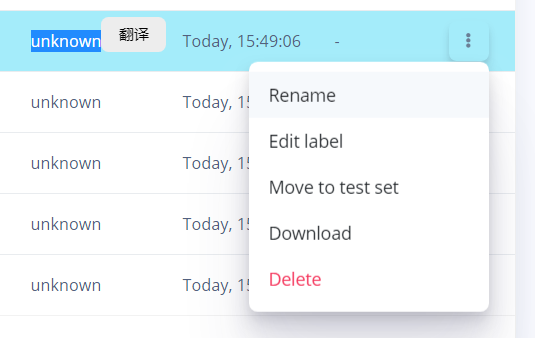 unknown 翻译 Today, 15:49:06 -
Rename
unknown Today, 15
Edit label
unknown Today, 15
Move to test set
unknown Today, 15
Download
unknown Today, 15
Delete